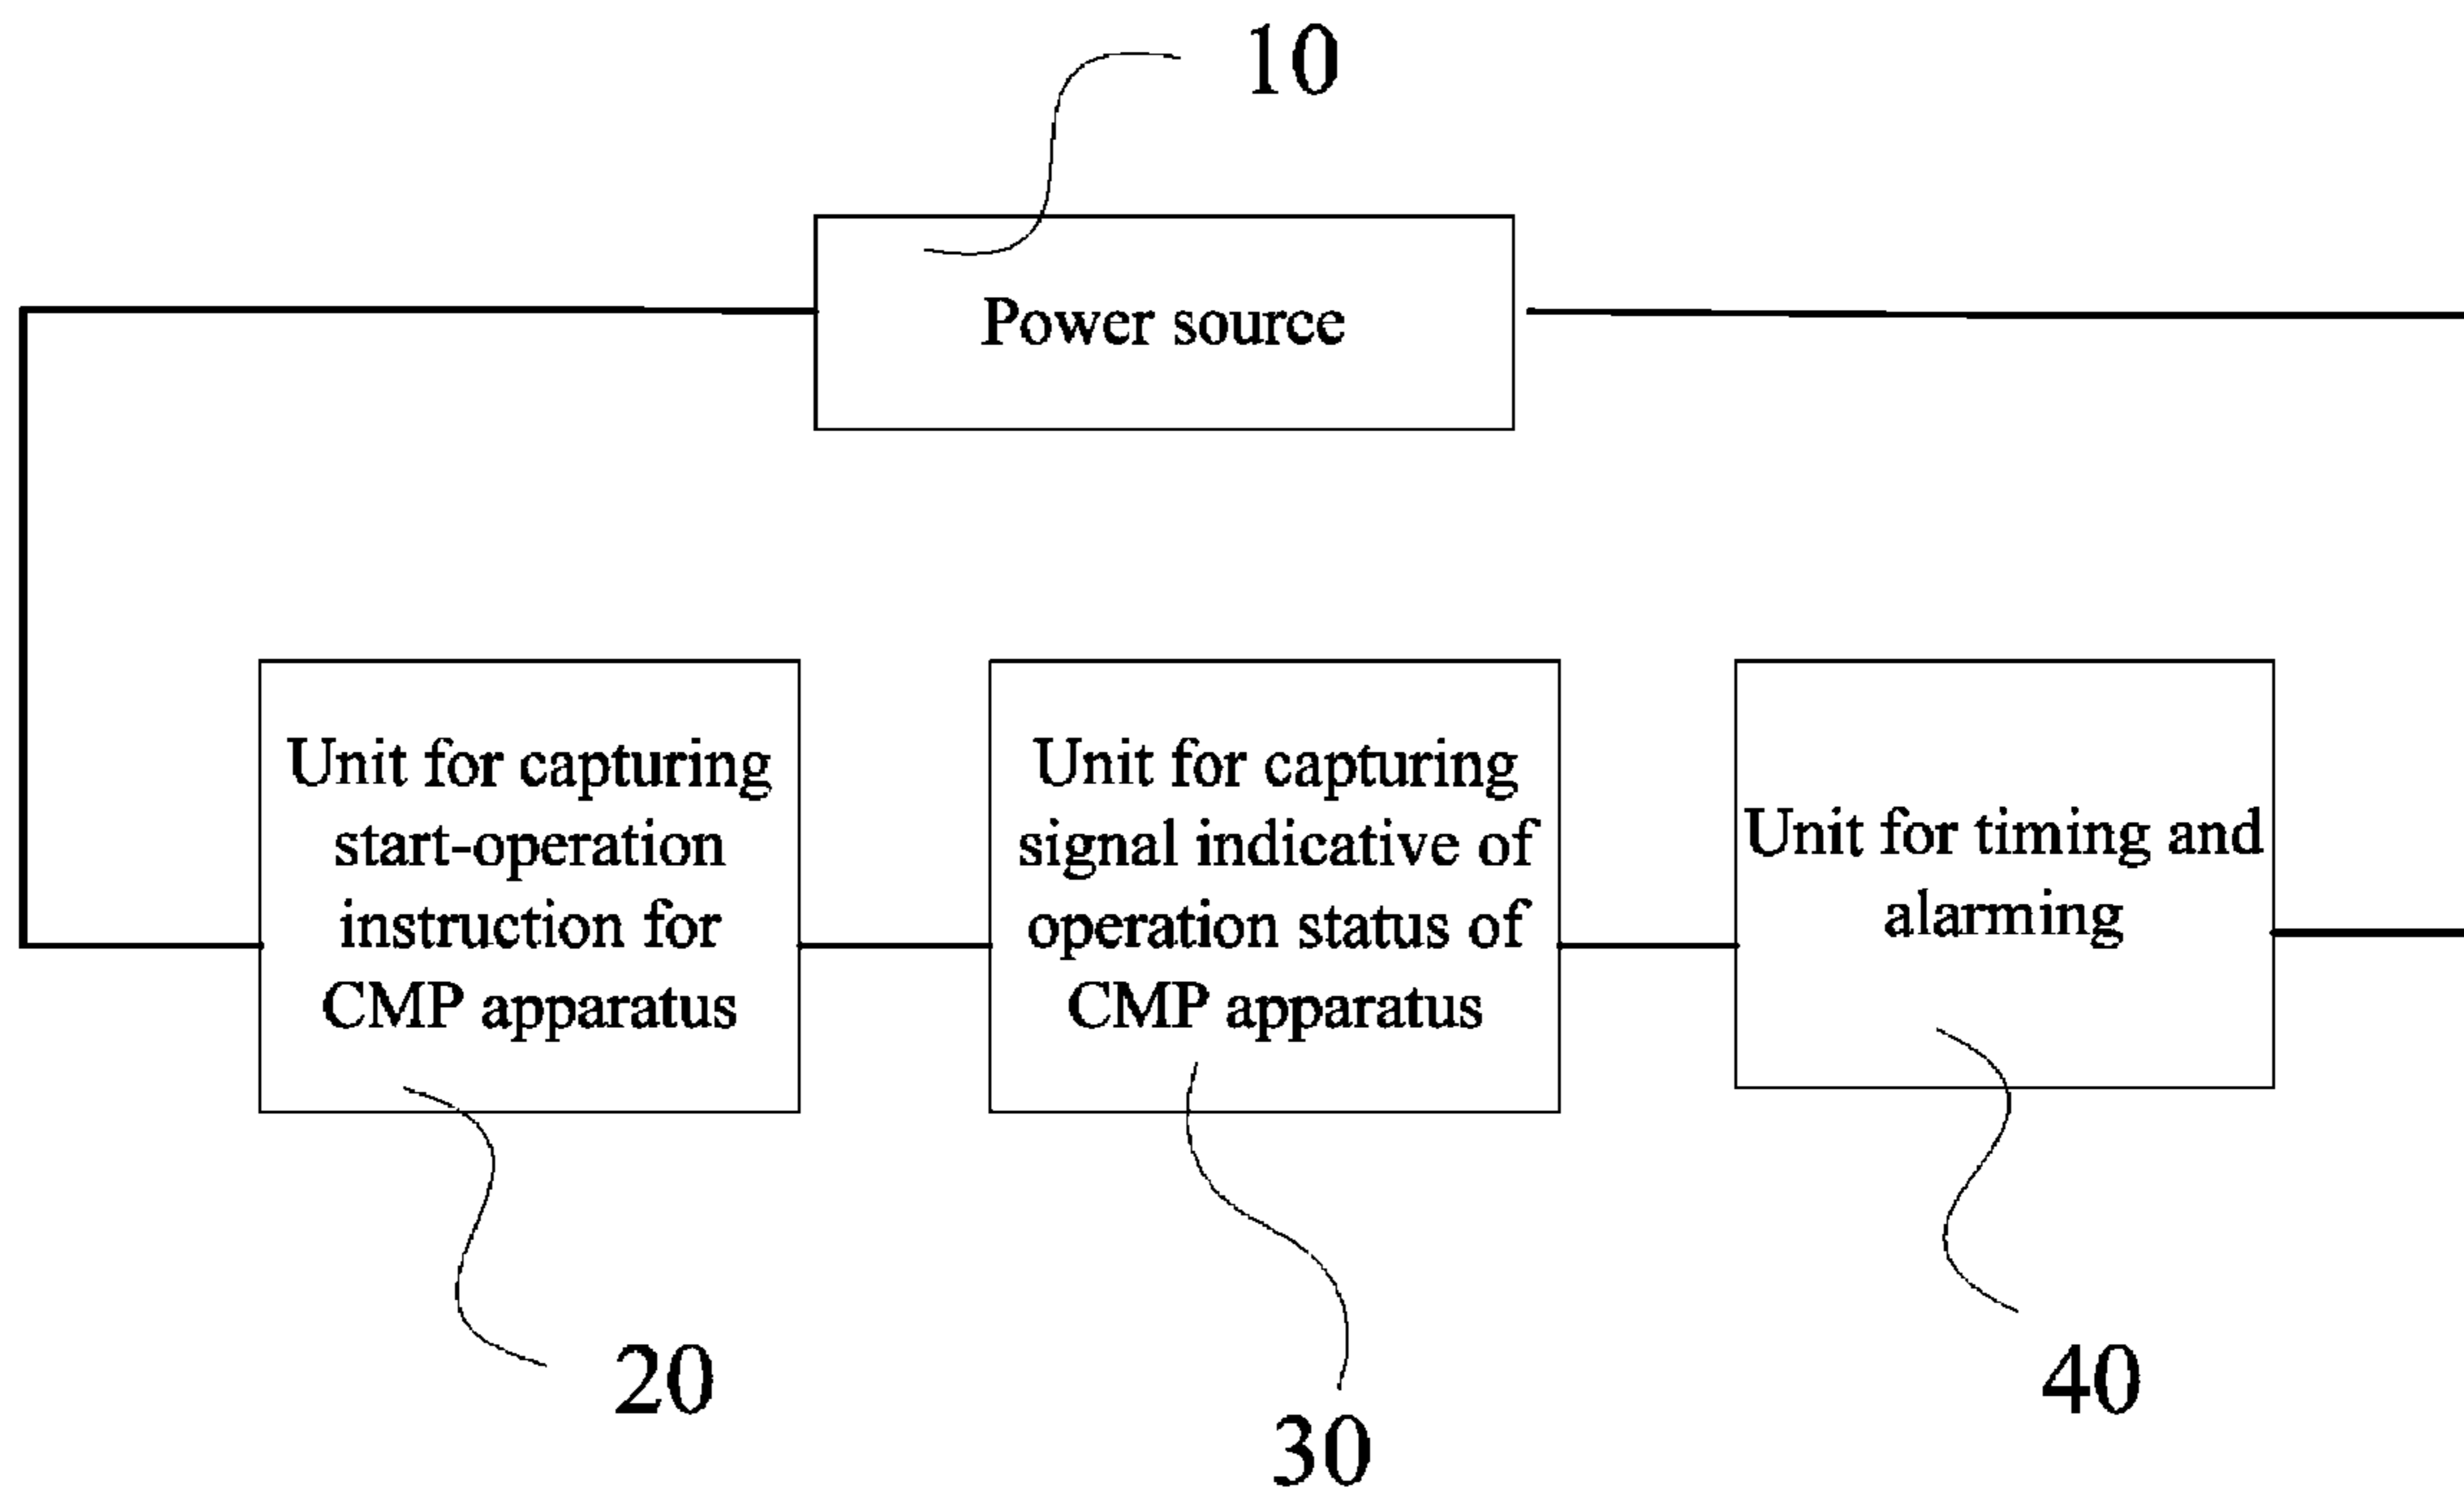 10
Power source
Unit for capturing
start-operation
instruction for
CMP apparatus
Unit for capturing
signal indicative of
operation status of
CMP apparatus
Unit for timing and
alarming
20
30
40